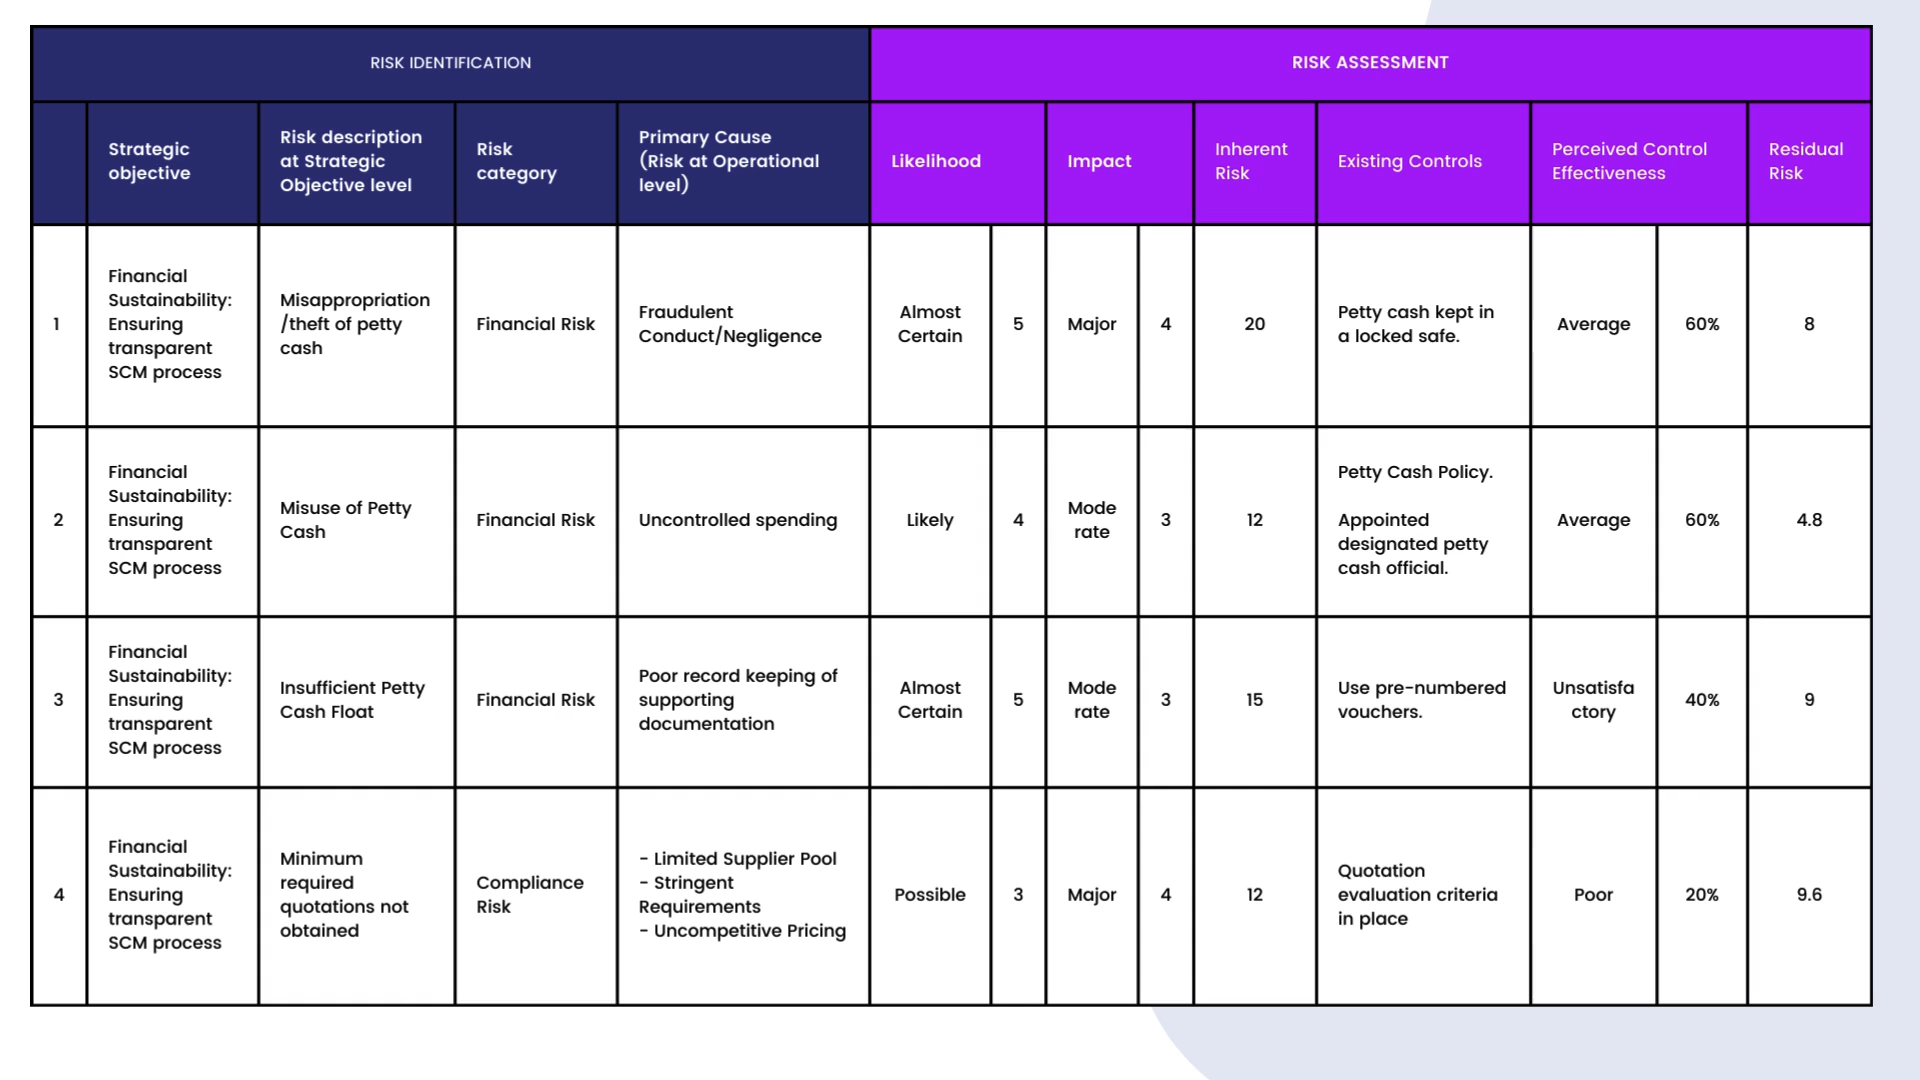 RISK IDENTIFICATION
RISK ASSESSMENT
Strategic
objective
Risk description
at Strategic
Objective level
Risk
category
Primary Cause
(Risk at Operational
level)
Likelihood
Impact
Inherent
Risk
Existing Controls
Perceived Control
Effectiveness
Residual
Risk
1
Financial
Sustainability:
Ensuring
transparent
SCM process
Misappropriation
/theft of petty
cash
Financial Risk
Fraudulent
Conduct/Negligence
Almost
Certain
5
Major
4
20
Petty cash kept in
a locked safe.
Average
60%
8
2
Financial
Sustainability:
Ensuring
transparent
SCM process
Misuse of Petty
Cash
Financial Risk
Uncontrolled spending
Likely
4
Mode
rate
3
12
Petty Cash Policy.
Appointed
designated petty
cash official.
Average
60%
4.8
3
Financial
Sustainability:
Ensuring
transparent
SCM process
Insufficient Petty
Cash Float
Financial Risk
Poor record keeping of
supporting
documentation
Almost
Certain
5
Mode
rate
3
15
Use pre-numbered
vouchers.
Unsatisfa
ctory
40%
9
4
Financial
Sustainability:
Ensuring
transparent
SCM process
Minimum
required
quotations not
obtained
Compliance
Risk
- Limited Supplier Pool
- Stringent
Requirements
- Uncompetitive Pricing
Possible
3
Major
4
12
Quotation
evaluation criteria
in place
Poor
20%
9.6